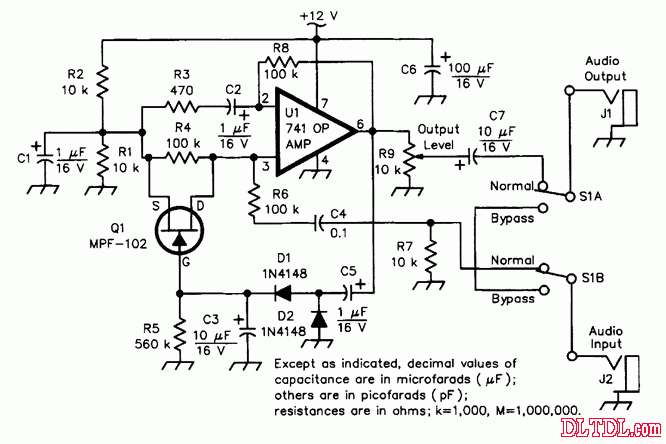 +12 V
R8
100 k
R2
10 k
R3
470
C2
+
1 µF
16 V
2
7
U1
741 OP
AMP
6
3
4
C6
+
100 µF
16 V
Audio
Output
J1
C1
+
1 µF
16 V
R1
10 k
R4
100 k
R9
10 k
Output
Level
C7
10 µF
16 V
+
Normal
S1A
Bypass
R6
100 k
C4
0.1
R7
10 k
Q1
MPF-102
S
D
G
Normal
S1B
Bypass
D1
1N4148
C5
+
1 µF
16 V
D2
1N4148
R5
560 k
C3
+
10 µF
16 V
Audio
Input
J2
Except as indicated, decimal values of
capacitance are in microfarads ( µF);
others are in picofarads ( pF);
resistances are in ohms; k=1,000, M=1,000,000.
DLTDL.com